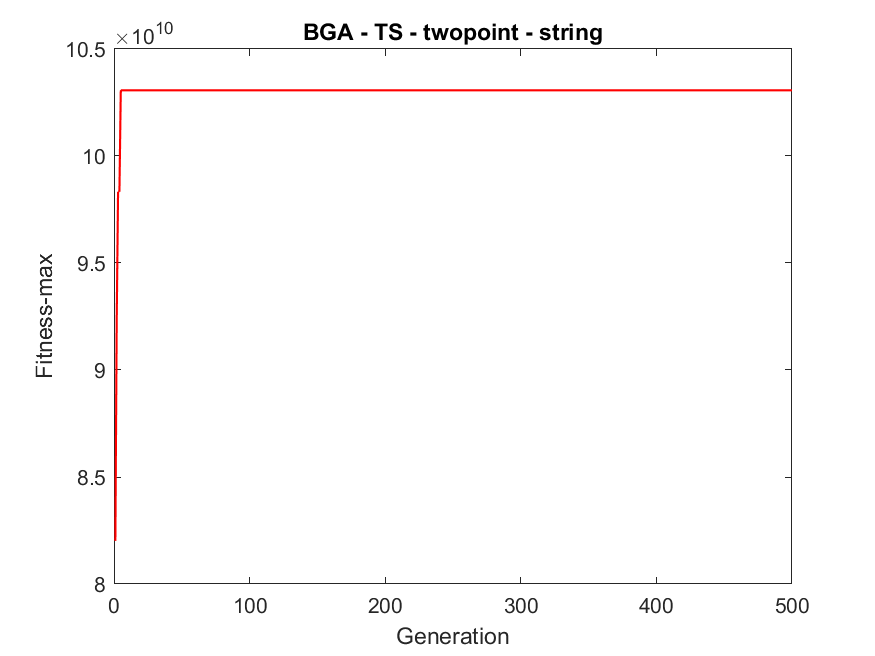 BGA - TS - twopoint - string
×10^10
10.5
10
9.5
9
8.5
8
Fitness-max
0 100 200 300 400 500
Generation